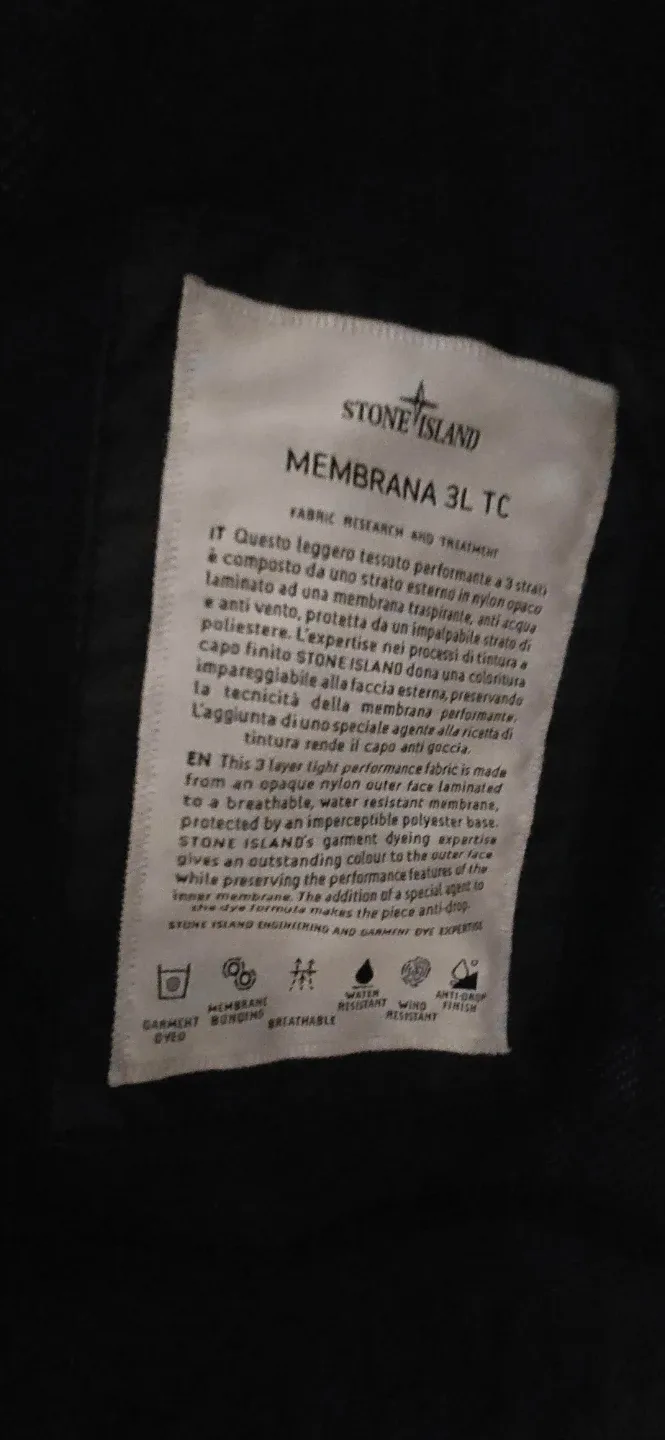 STONE ISLAND
MEMBRANA 3L TC
FABRIC RESEARCH AND TREATMENT
IT Questo leggero tessuto performante a 3 strati
è composto da uno strato esterno in nylon opaco
laminato ad una membrana traspirante, anti acqua
e anti vento, protetta da un impalpabile strato di
poliestere. L'expertise nei processi di tintura a
capo finito STONE ISLAND dona una coloritura
impareggiabile alla faccia esterna, preservando
la tecnicità della membrana performante.
L'aggiunta di uno speciale agente alla ricetta di
tintura rende il capo anti goccia.
EN This 3 layer light performance fabric is made
from an opaque nylon outer face laminated
to a breathable, water resistant membrane,
protected by an imperceptible polyester base.
STONE ISLAND's garment dyeing expertise
gives an outstanding colour to the outer face
while preserving the performance features of the
inner membrane. The addition of a special agent to
the dye formula makes the piece anti-drop.
STONE ISLAND ENGINEERING AND GARMENT DYE EXPERTISE
GARMENT
DYED
MEMBRANE
BONDING
BREATHABLE
WATER
RESISTANT
WIND
RESISTANT
ANTI-DROP
FINISH